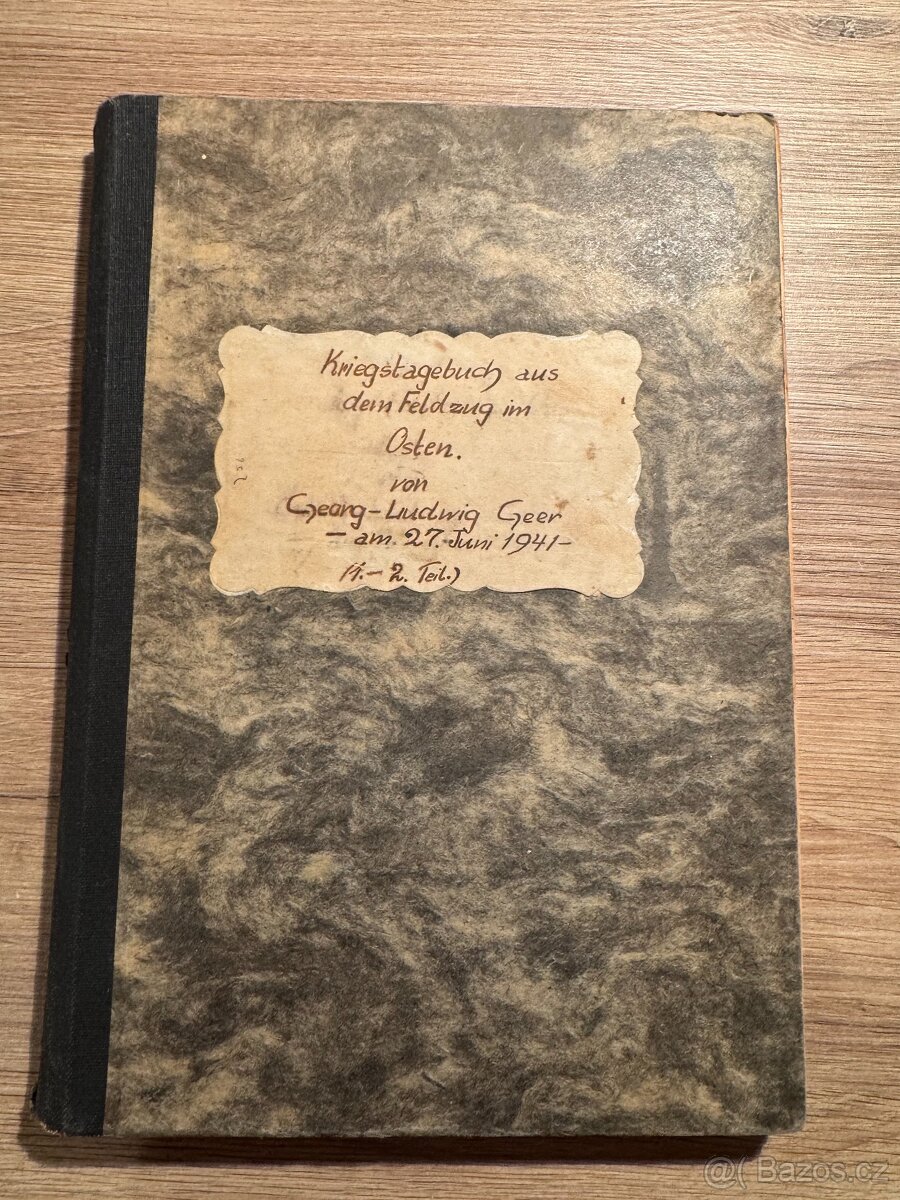 Kriegstagebuch aus
dem Feldzug im
Osten.
von
Georg-Ludwig Geer
- am 27. Juni 1941-
(1.- 2. Teil.)
@( Bazos.cz